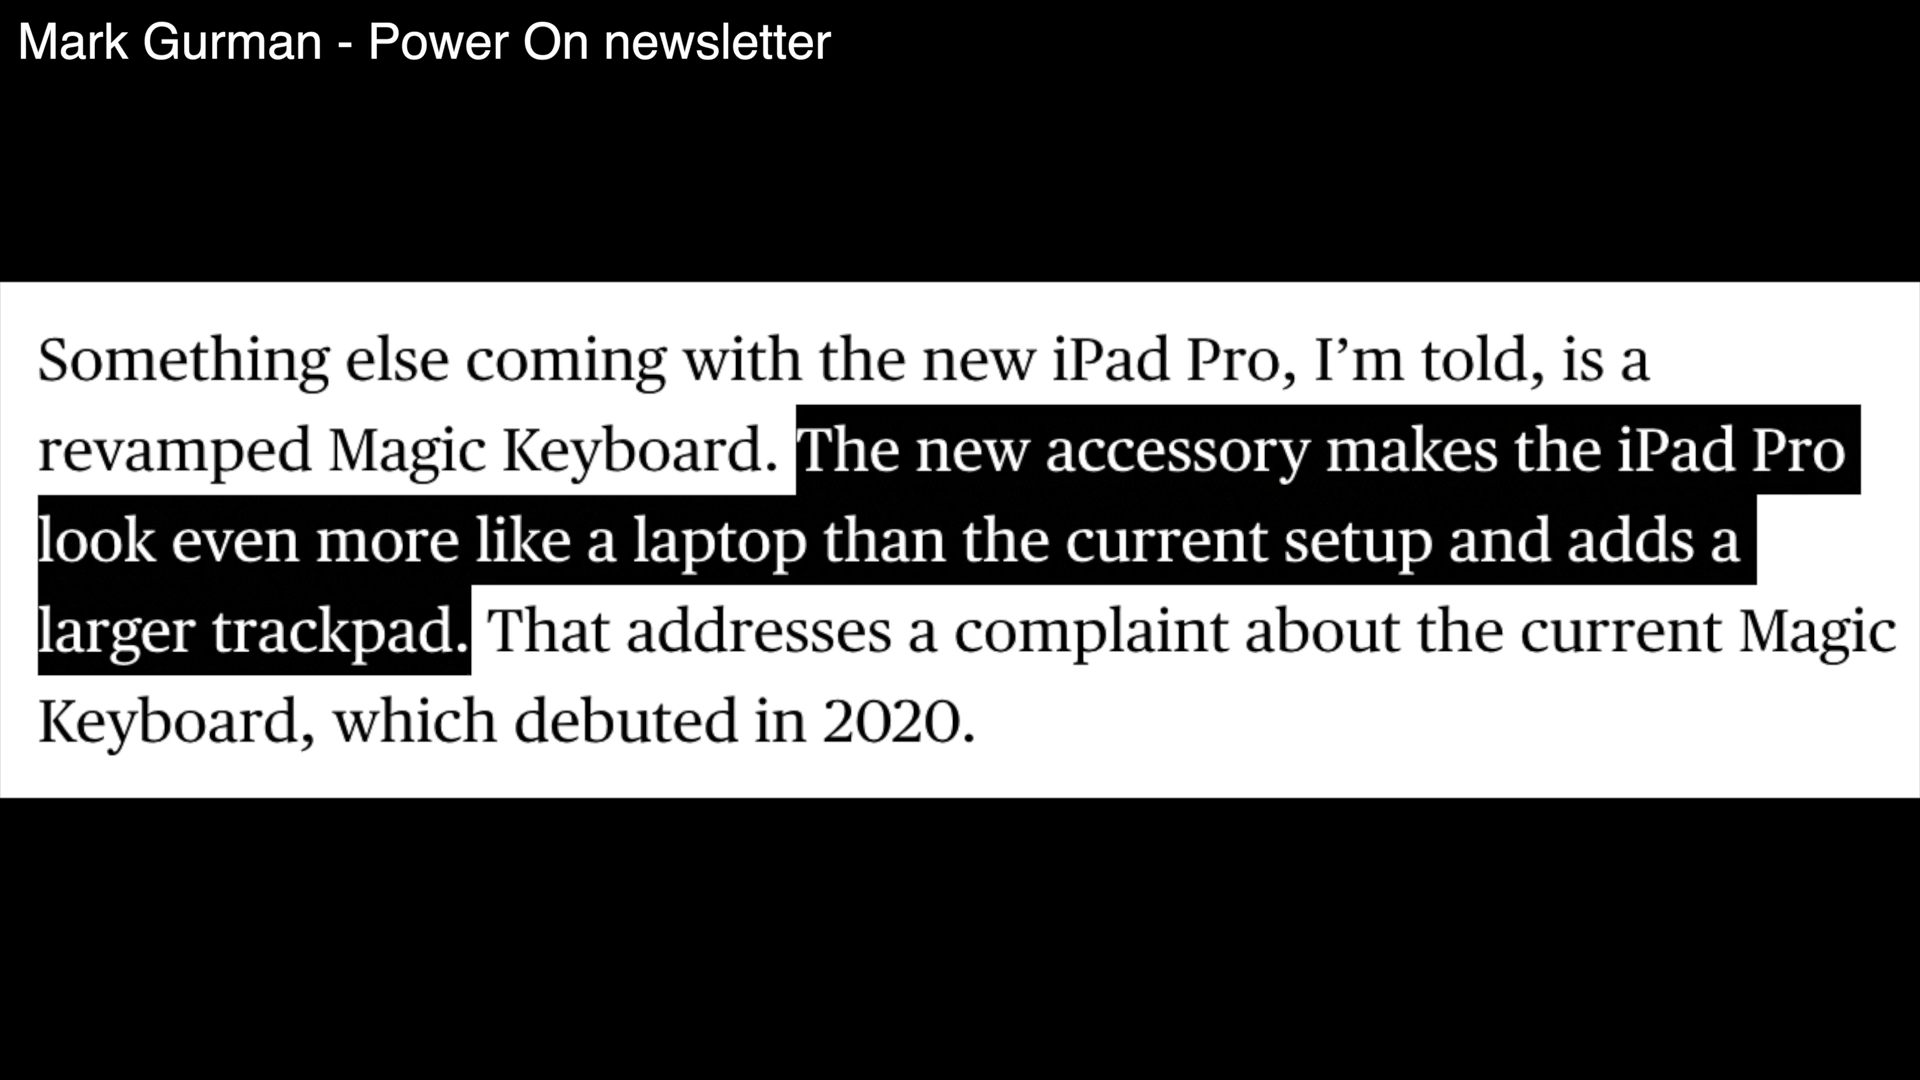 Mark Gurman - Power On newsletter
Something else coming with the new iPad Pro, I’m told, is a
revamped Magic Keyboard. The new accessory makes the iPad Pro
look even more like a laptop than the current setup and adds a
larger trackpad. That addresses a complaint about the current Magic
Keyboard, which debuted in 2020.